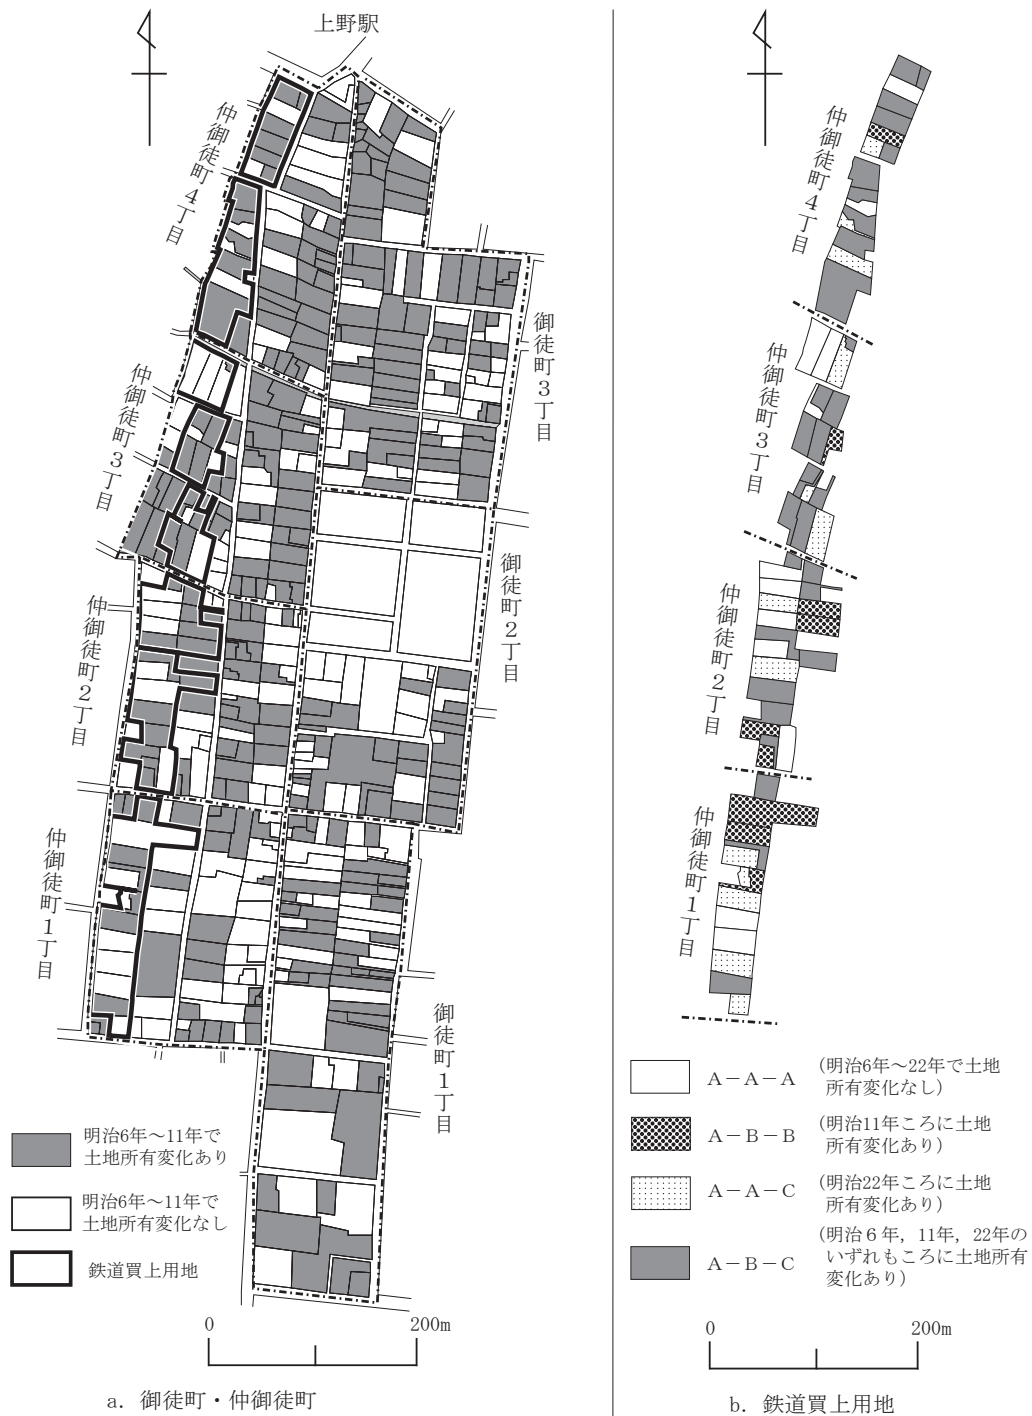 上野駅
仲御徒町4丁目
御徒町3丁目
仲御徒町3丁目
御徒町2丁目
仲御徒町2丁目
仲御徒町1丁目
御徒町1丁目
明治6年～11年で
土地所有変化あり
明治6年～11年で
土地所有変化なし
鉄道買上用地
0 200m
a. 御徒町・仲御徒町
仲御徒町4丁目
仲御徒町3丁目
仲御徒町2丁目
仲御徒町1丁目
A－A－A (明治6年～22年で土地
所有変化なし)
A－B－B (明治11年ころに土地
所有変化あり)
A－A－C (明治22年ころに土地
所有変化あり)
A－B－C (明治６年，11年，22年の
いずれもころに土地所有
変化あり)
0 200m
b. 鉄道買上用地